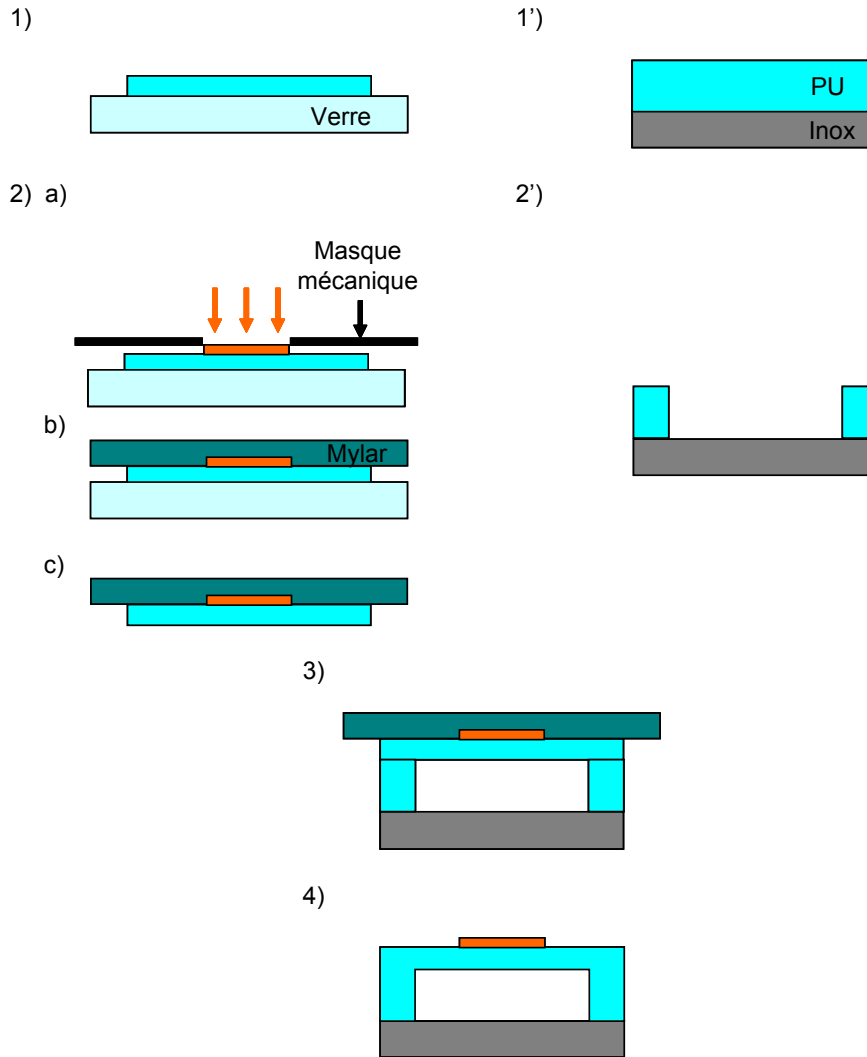 1)
1')
PU
Verre
Inox
2) a)
2')
Masque
mécanique
b)
Mylar
c)
3)
4)